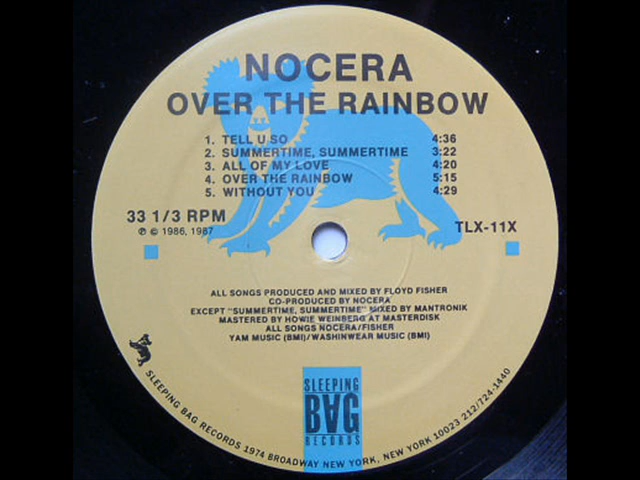 NOCERA
OVER THE RAINBOW
1. TELL U SO 4:36
2. SUMMERTIME, SUMMERTIME 3:22
3. ALL OF MY LOVE 4:20
4. OVER THE RAINBOW 5:15
5. WITHOUT YOU 4:29
33 1/3 RPM
℗ © 1986, 1987
TLX-11X
ALL SONGS PRODUCED AND MIXED BY FLOYD FISHER
CO-PRODUCED BY NOCERA
EXCEPT "SUMMERTIME, SUMMERTIME" MIXED BY MANTRONIK
MASTERED BY HOWIE WEINBERG AT MASTERDISK
ALL SONGS NOCERA/FISHER
YAM MUSIC (BMI)/WASHINWEAR MUSIC (BMI)
SLEEPING
BAG
RECORDS
SLEEPING BAG RECORDS 1974 BROADWAY NEW YORK, NEW YORK 10023 212/724-1440